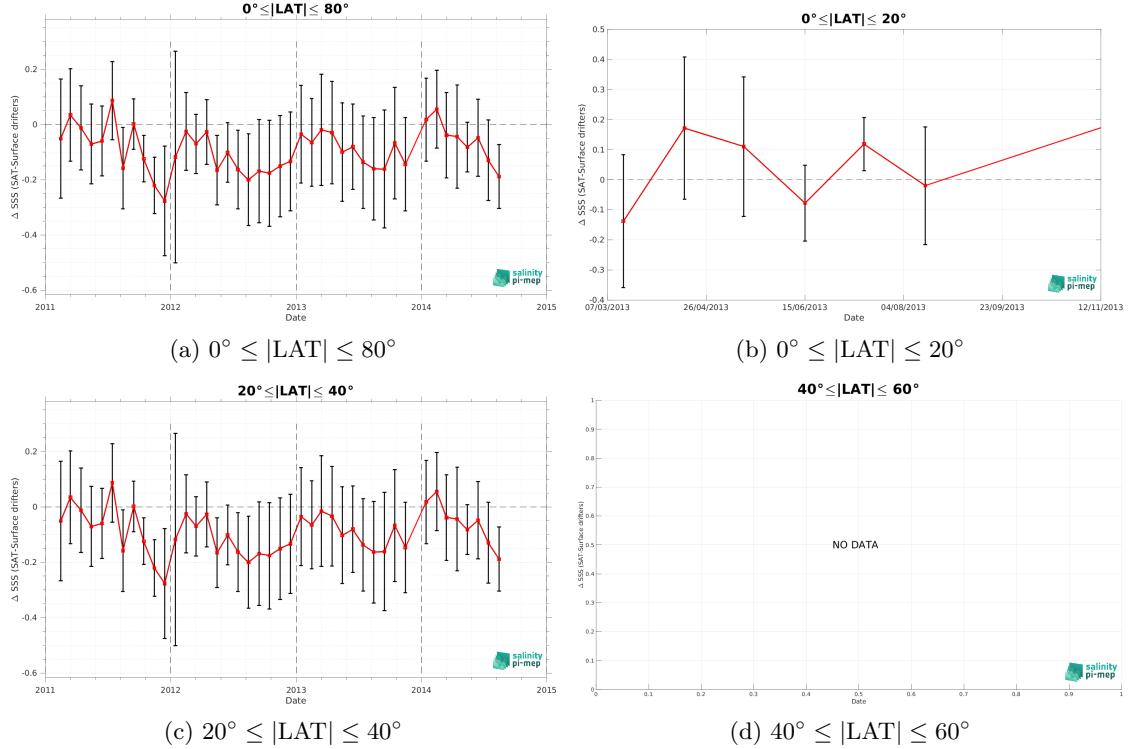 0°≤|LAT|≤ 80°
Δ SSS (SAT-Surface drifters)
0.2
0
-0.2
-0.4
-0.6
2011 2012 2013 2014 2015
Date
salinity
pi-mep
(a) 0° ≤ |LAT| ≤ 80°
0°≤|LAT|≤ 20°
Δ SSS (SAT-Surface drifters)
0.5
0.4
0.3
0.2
0.1
0
-0.1
-0.2
-0.3
-0.4
07/03/2013 26/04/2013 15/06/2013 04/08/2013 23/09/2013 12/11/2013
Date
salinity
pi-mep
(b) 0° ≤ |LAT| ≤ 20°
20°≤|LAT|≤ 40°
Δ SSS (SAT-Surface drifters)
0.2
0
-0.2
-0.4
-0.6
2011 2012 2013 2014 2015
Date
salinity
pi-mep
(c) 20° ≤ |LAT| ≤ 40°
40°≤|LAT|≤ 60°
Δ SSS (SAT-Surface drifters)
1
0.9
0.8
0.7
0.6
0.5
0.4
0.3
0.2
0.1
0
NO DATA
0 0.1 0.2 0.3 0.4 0.5 0.6 0.7 0.8 0.9 1
Date
salinity
pi-mep
(d) 40° ≤ |LAT| ≤ 60°